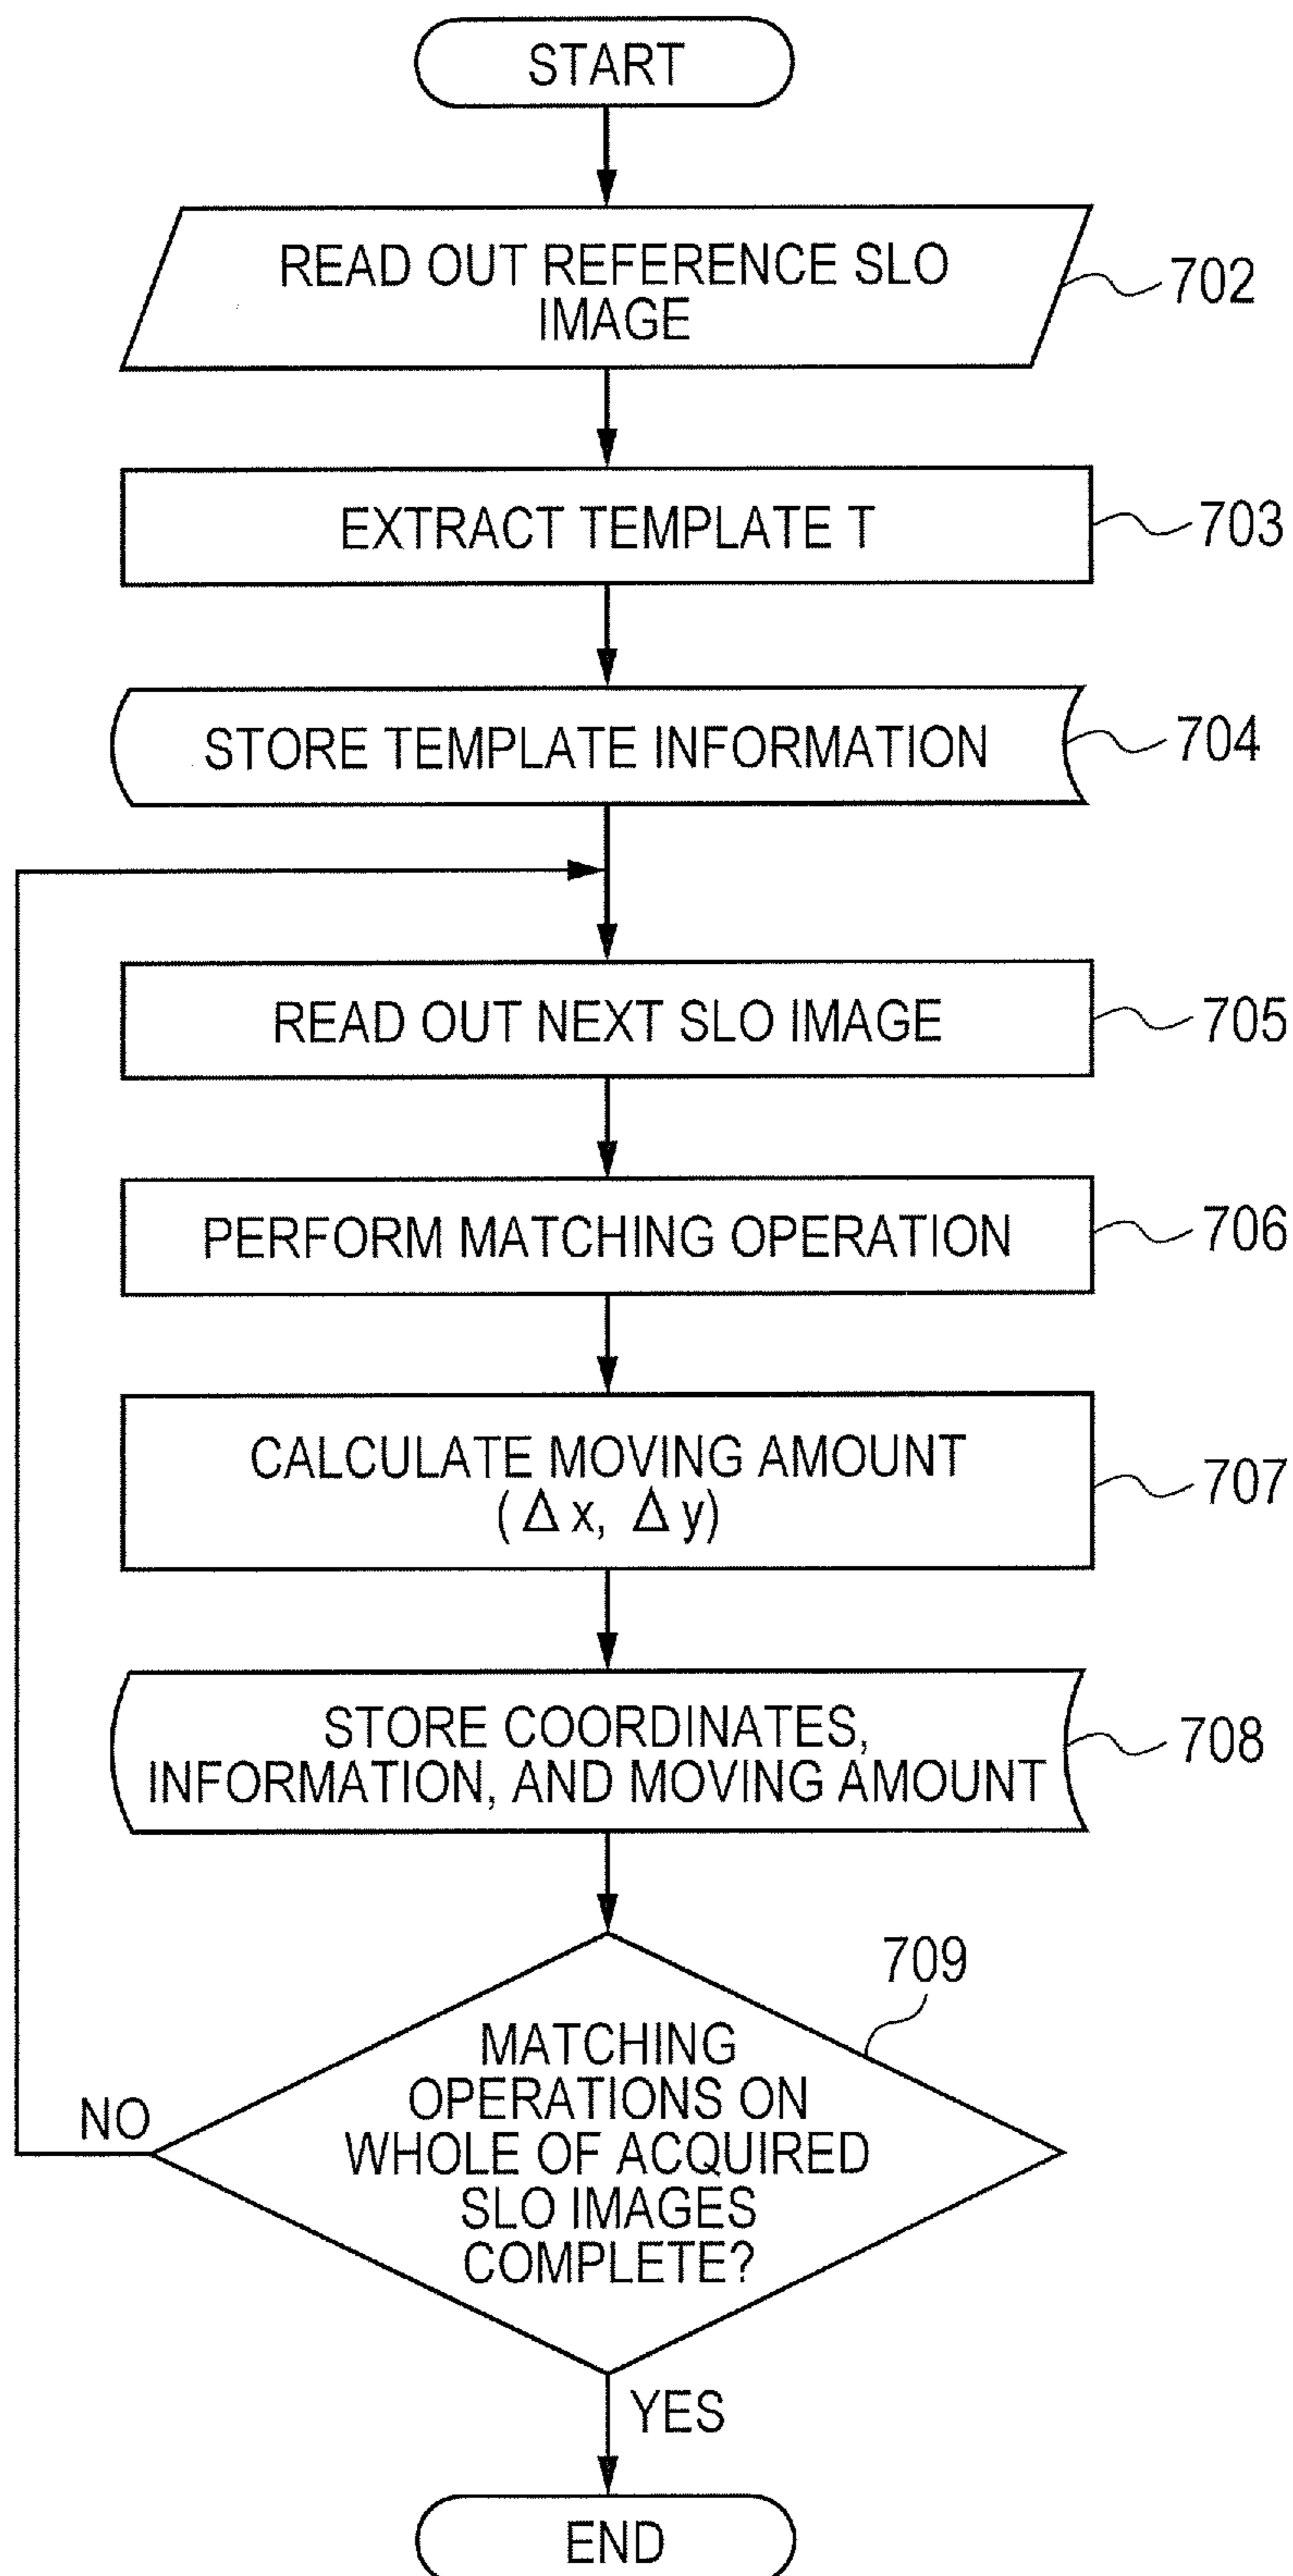 START
READ OUT REFERENCE SLO
IMAGE
702
EXTRACT TEMPLATE T
703
STORE TEMPLATE INFORMATION
704
READ OUT NEXT SLO IMAGE
705
PERFORM MATCHING OPERATION
706
CALCULATE MOVING AMOUNT
(Δx, Δy)
707
STORE COORDINATES,
INFORMATION, AND MOVING AMOUNT
708
709
MATCHING
OPERATIONS ON
WHOLE OF ACQUIRED
SLO IMAGES
COMPLETE?
NO
YES
END